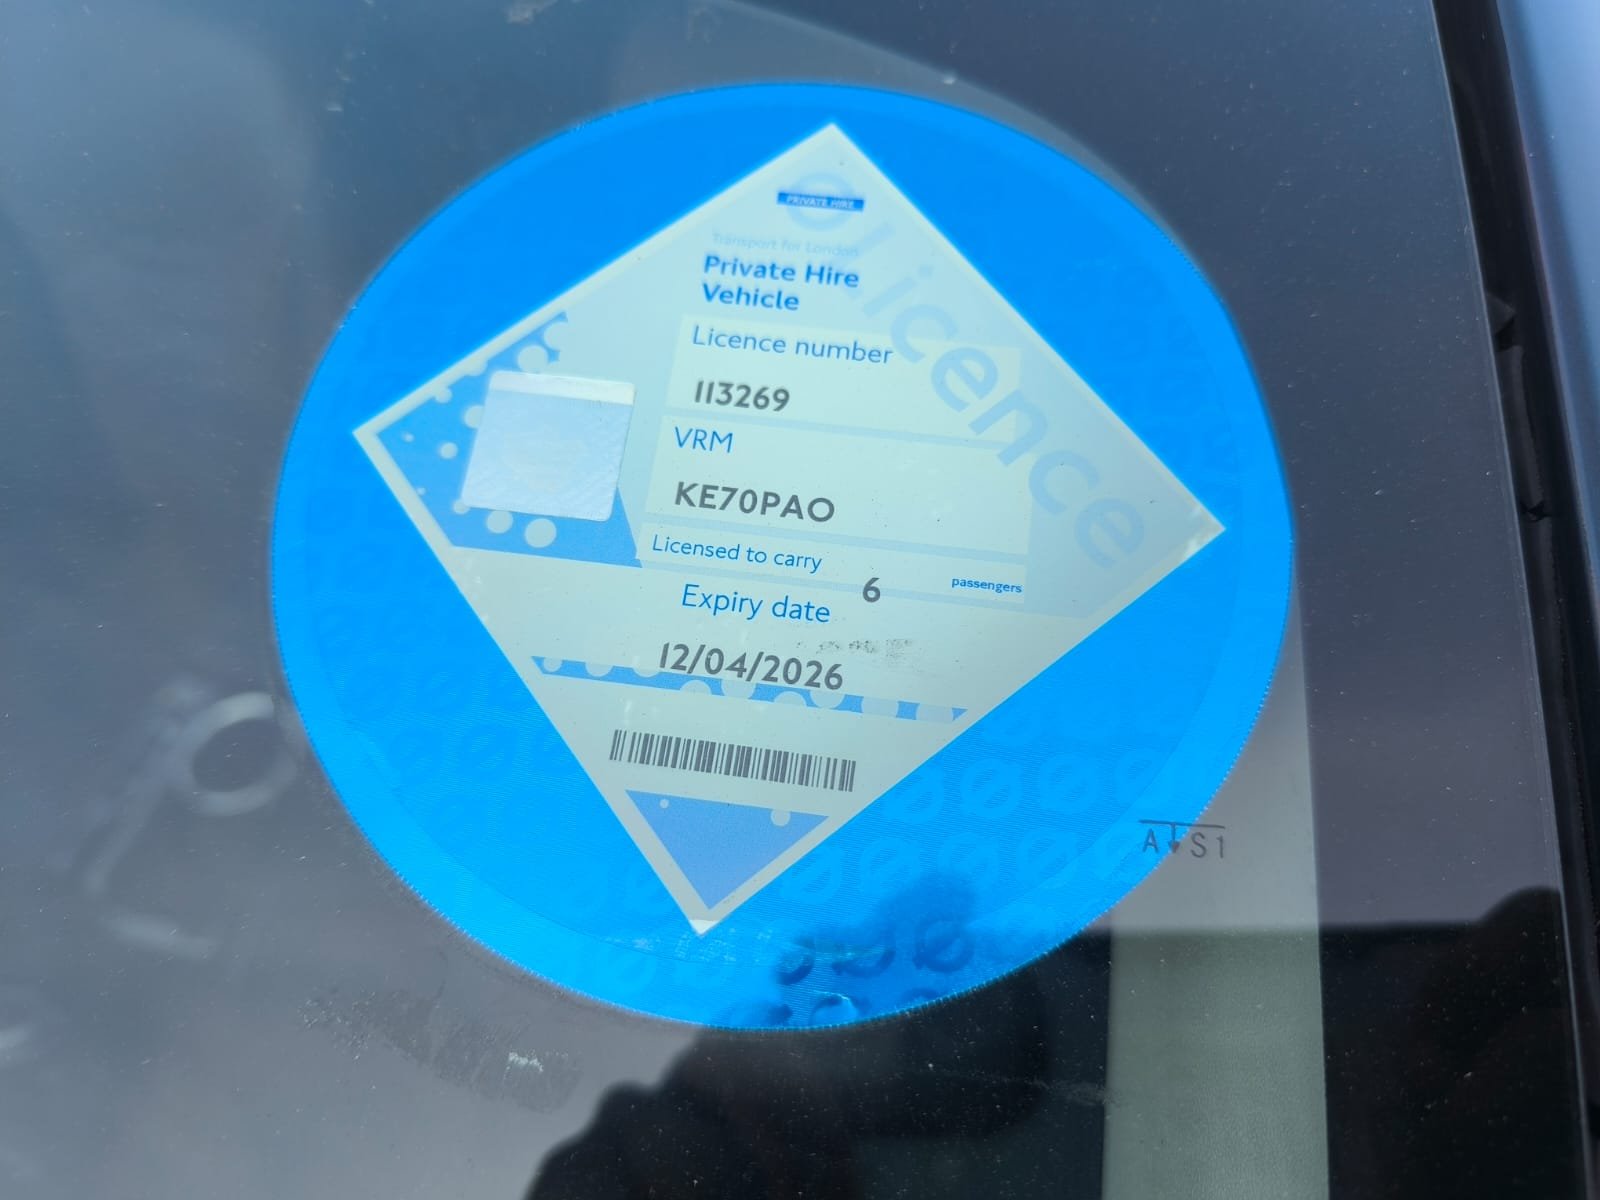 PRIVATE HIRE
Transport for London
Private Hire
Vehicle
Licence
Licence number
113269
VRM
KE70PAO
Licensed to carry
6
passengers
Expiry date
12/04/2026
A S1